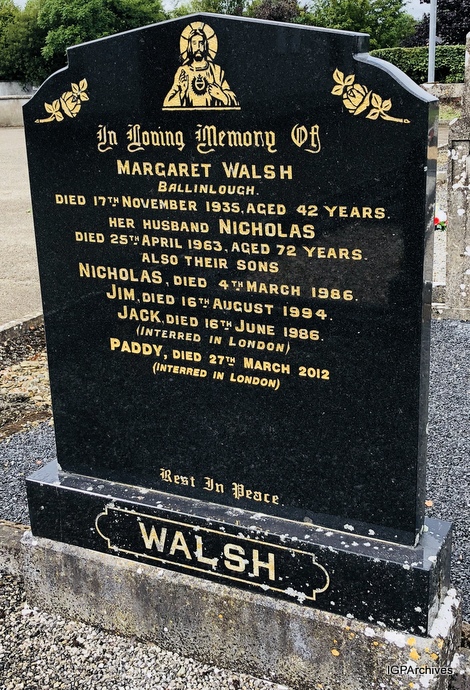 In Loving Memory Of
MARGARET WALSH
BALLINLOUGH.
DIED 17TH NOVEMBER 1935, AGED 42 YEARS.
HER HUSBAND NICHOLAS
DIED 25TH APRIL 1963, AGED 72 YEARS.
ALSO THEIR SONS
NICHOLAS, DIED 4TH MARCH 1986.
JIM, DIED 16TH AUGUST 1994.
JACK, DIED 16TH JUNE 1986.
(INTERRED IN LONDON)
PADDY, DIED 27TH MARCH 2012
(INTERRED IN LONDON)
Rest In Peace
WALSH
IGPArchives